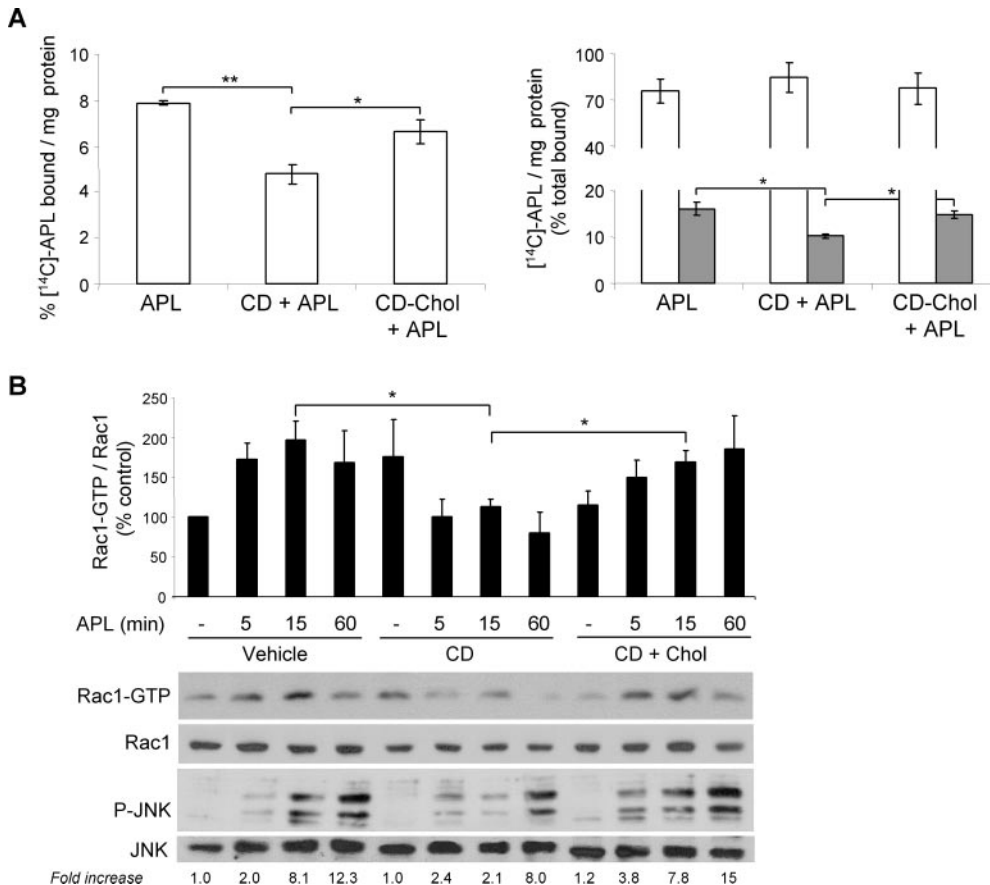 A
% [¹⁴C]-APL bound / mg protein
10
8
6
4
2
0
**
*
APL
CD + APL
CD-Chol
+ APL
[¹⁴C]-APL / mg protein
(% total bound)
100
70
40
20
10
0
*
*
APL
CD + APL
CD-Chol
+ APL
B
Rac1-GTP / Rac1
(% control)
250
200
150
100
50
0
*
*
APL (min) - 5 15 60 - 5 15 60 - 5 15 60
Vehicle CD CD + Chol
Rac1-GTP
Rac1
P-JNK
JNK
Fold increase 1.0 2.0 8.1 12.3 1.0 2.4 2.1 8.0 1.2 3.8 7.8 15